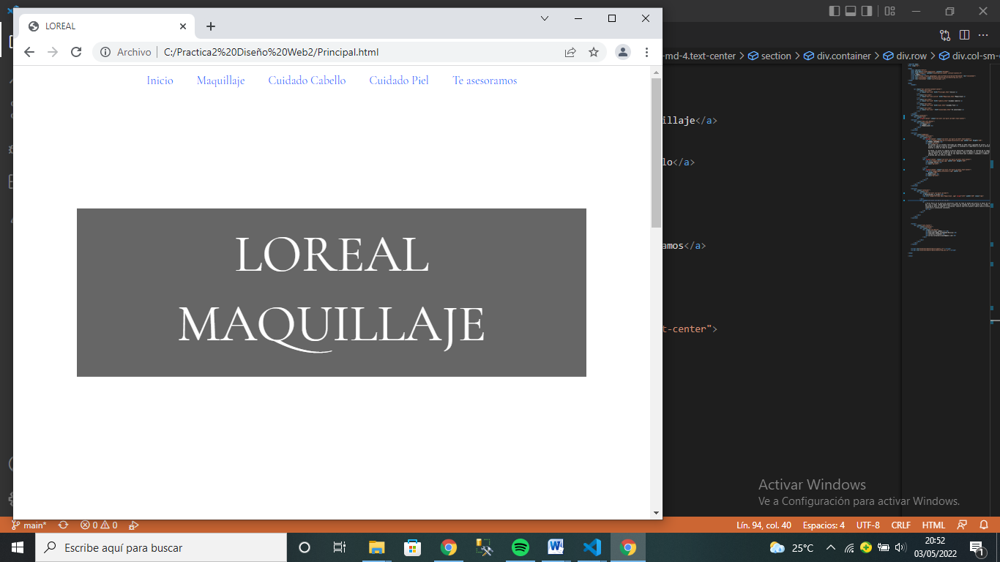 LOREAL
Archivo
C:/Practica2%20Diseño%20Web2/Principal.html
Inicio Maquillaje Cuidado Cabello Cuidado Piel Te asesoramos
LOREAL
MAQUILLAJE
-md-4.text-center > section > div.container > div.row > div.col-sm-
illaje</a>
lo</a>
amos</a>
t-center">
Activar Windows
Ve a Configuración para activar Windows.
main* 0 0
Lín. 94, col. 40 Espacios: 4 UTF-8 CRLF HTML
Escribe aquí para buscar
25°C
20:52
03/05/2022
1